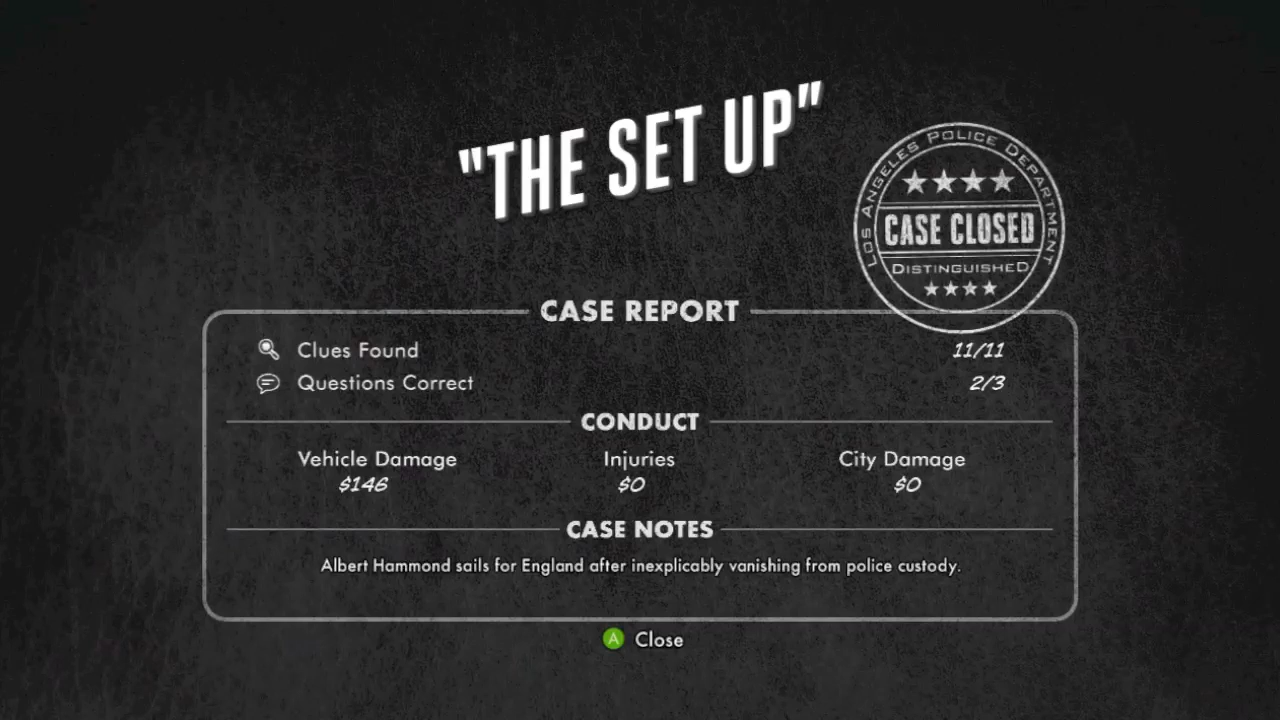 "THE SET UP"
LOS ANGELES POLICE DEPARTMENT
CASE CLOSED
DISTINGUISHED
CASE REPORT
Clues Found 11/11
Questions Correct 2/3
CONDUCT
Vehicle Damage Injuries City Damage
$146 $0 $0
CASE NOTES
Albert Hammond sails for England after inexplicably vanishing from police custody.
A Close